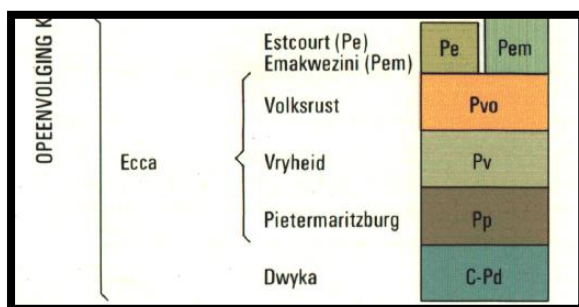 OPEENVOLGING K
Estcourt (Pe)
Emakwezini (Pem)
Pe
Pem
Volksrust
Pvo
Ecca
Vryheid
Pv
Pietermaritzburg
Pp
Dwyka
C-Pd